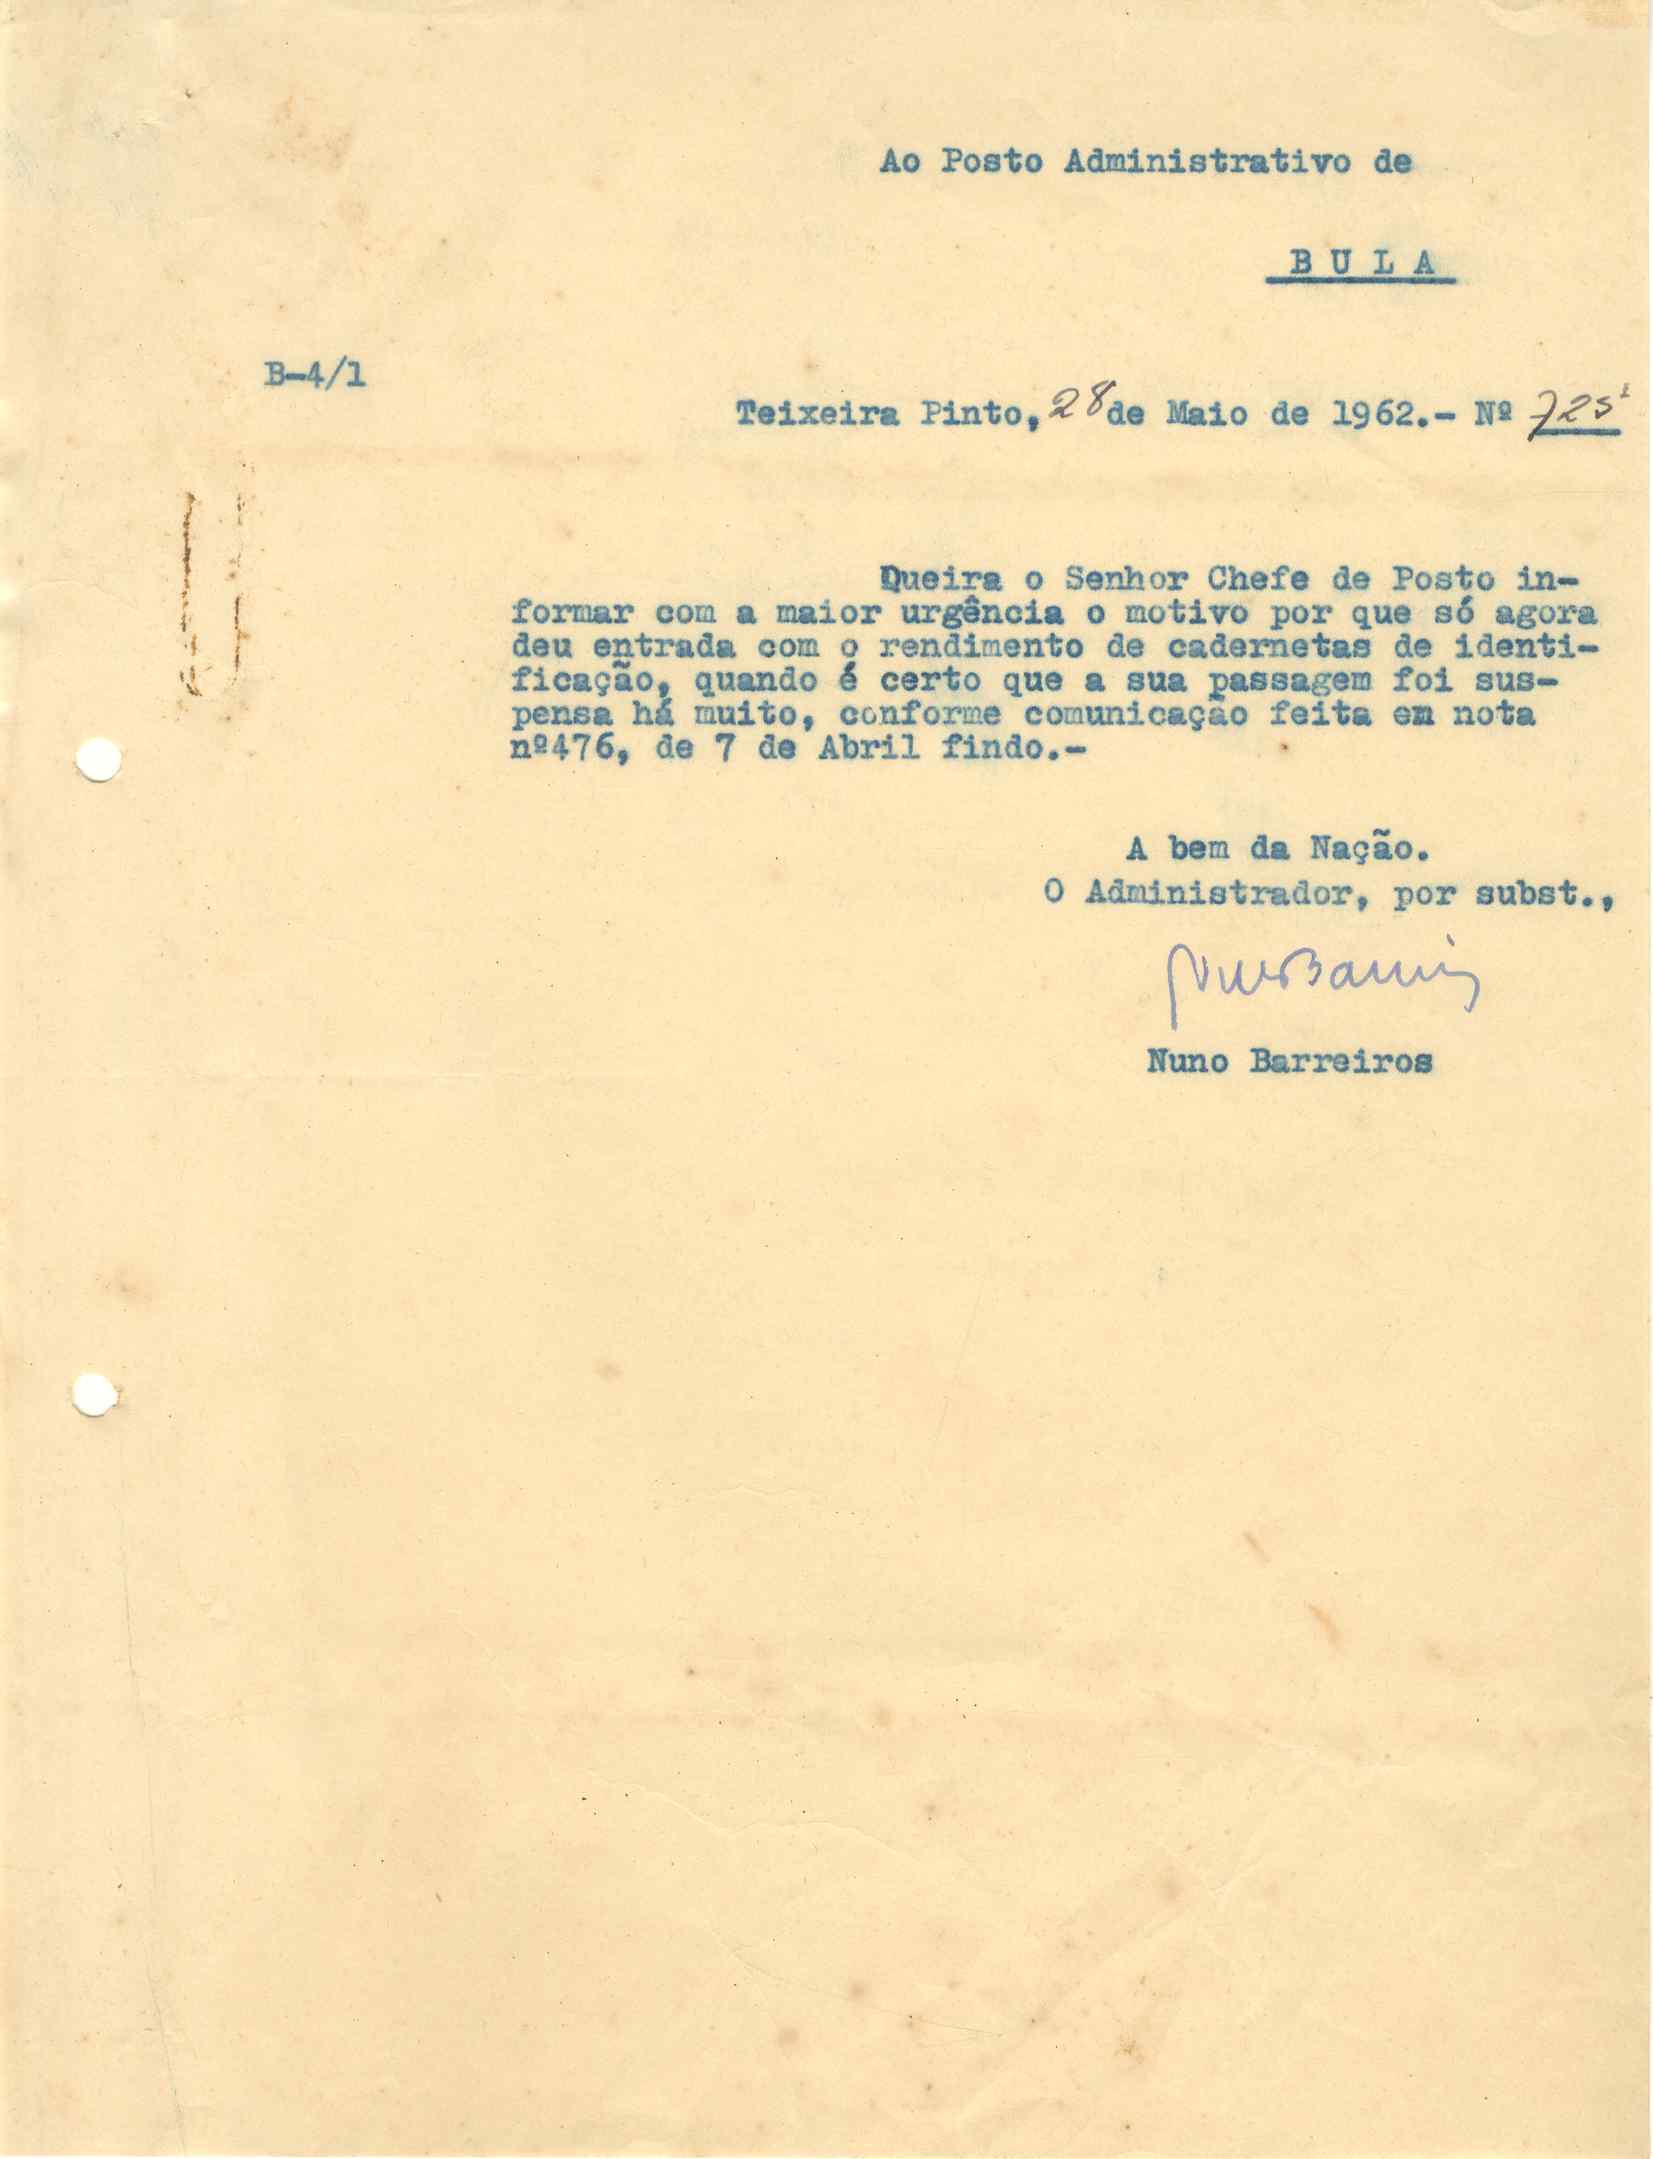 Ao Posto Administrativo de
B U L A
B-4/1
Teixeira Pinto, 28 de Maio de 1962.- Nº 725
Queira o Senhor Chefe de Posto in-
formar com a maior urgência o motivo por que só agora
deu entrada com o rendimento de cadernetas de identi-
ficação, quando é certo que a sua passagem foi sus-
pensa há muito, conforme comunicação feita em nota
nº476, de 7 de Abril findo.-
A bem da Nação.
O Administrador, por subst.,
Nuno Barreiros
Nuno Barreiros